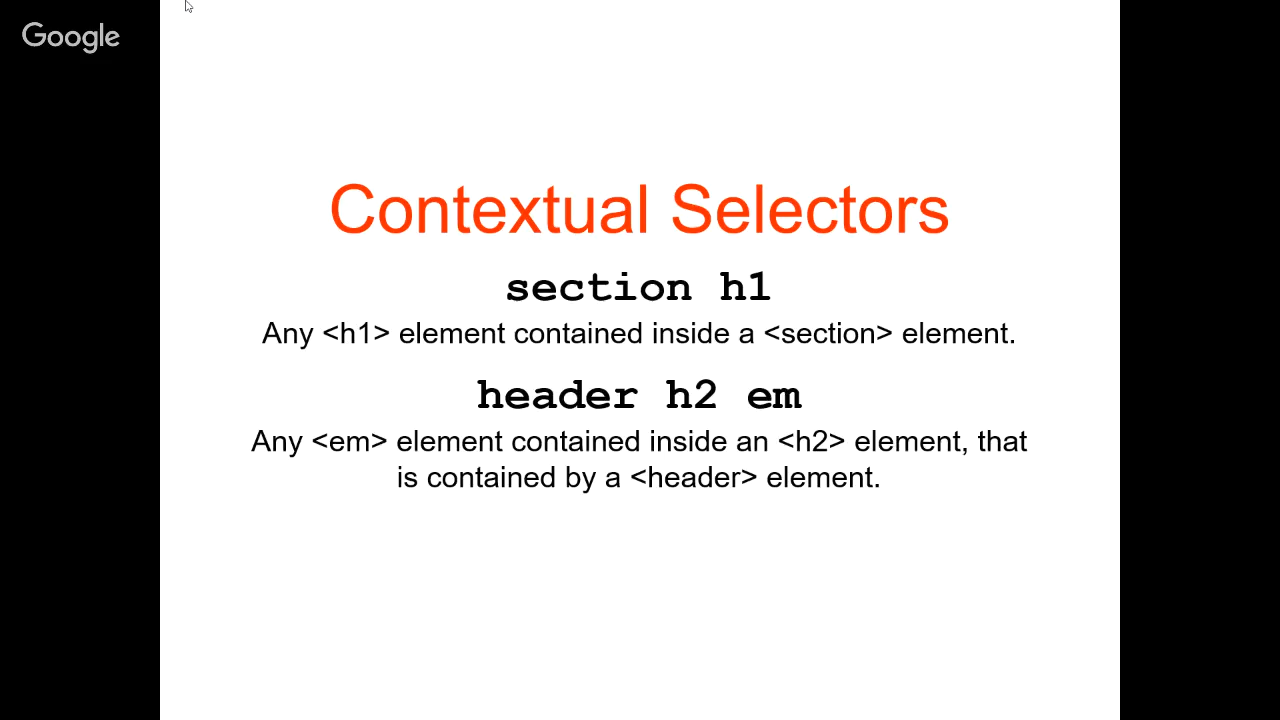 Google
Contextual Selectors
section h1
Any <h1> element contained inside a <section> element.
header h2 em
Any <em> element contained inside an <h2> element, that
is contained by a <header> element.